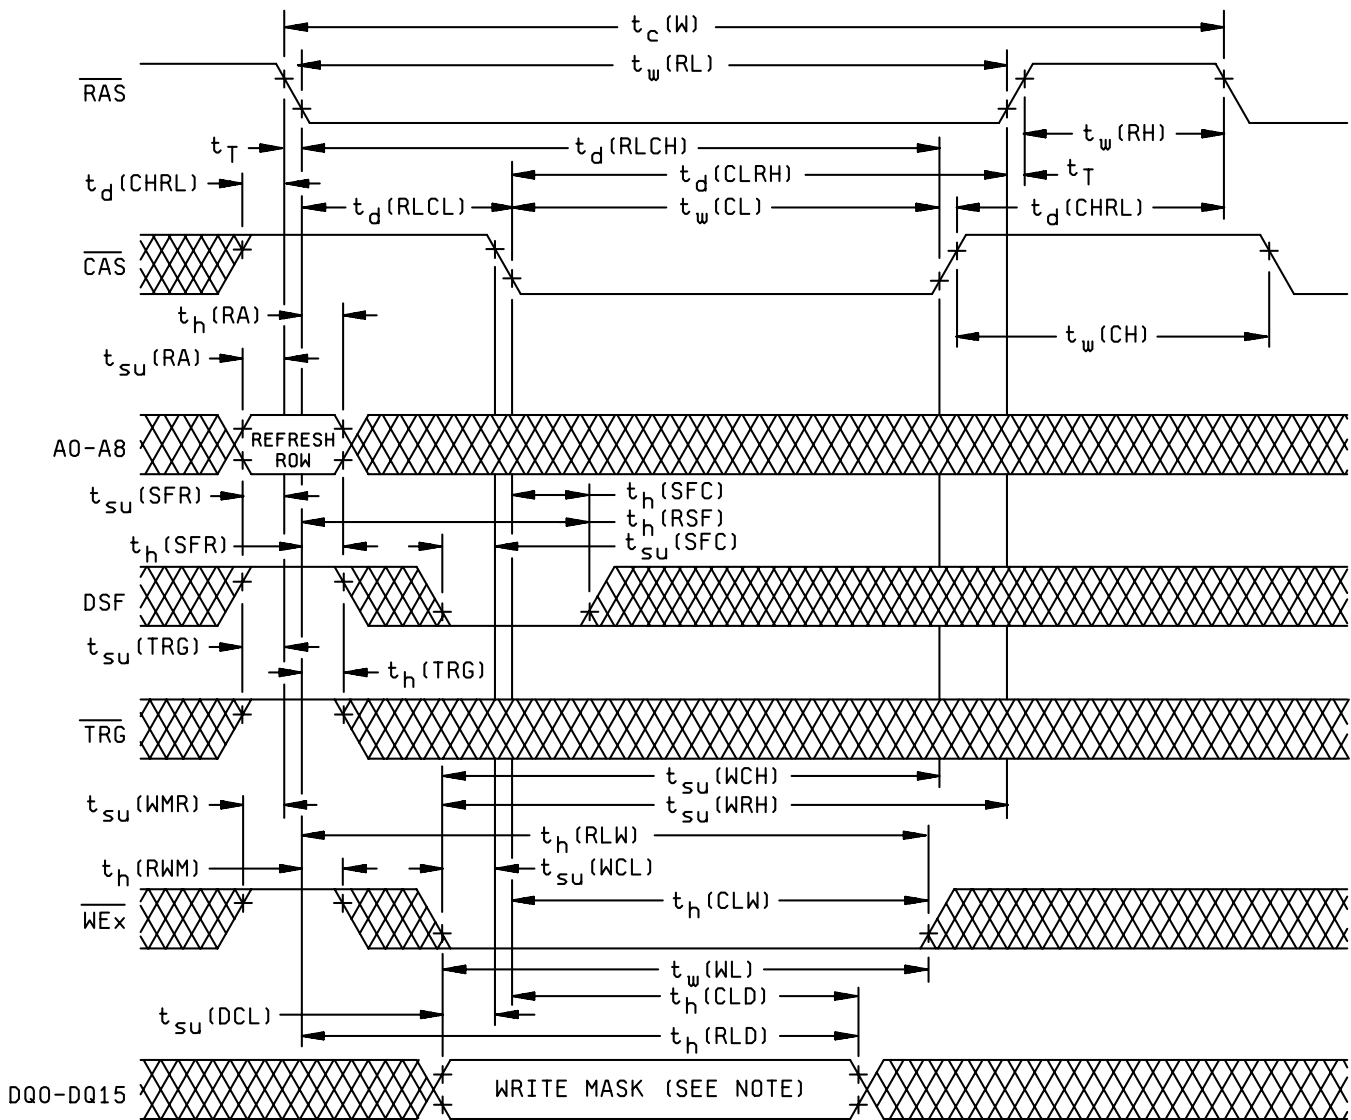 tc(W)
tw(RL)
RAS
tw(RH)
tT
td(RLCH)
tT
td(CLRH)
td(CHRL)
td(RLCL)
tw(CL)
td(CHRL)
CAS
th(RA)
tw(CH)
tsu(RA)
A0-A8
REFRESH
ROW
tsu(SFR)
th(SFC)
th(RSF)
th(SFR)
tsu(SFC)
DSF
tsu(TRG)
th(TRG)
TRG
tsu(WCH)
tsu(WMR)
tsu(WRH)
th(RLW)
th(RWM)
tsu(WCL)
WEx
th(CLW)
tw(WL)
th(CLD)
tsu(DCL)
th(RLD)
DQ0-DQ15
WRITE MASK (SEE NOTE)